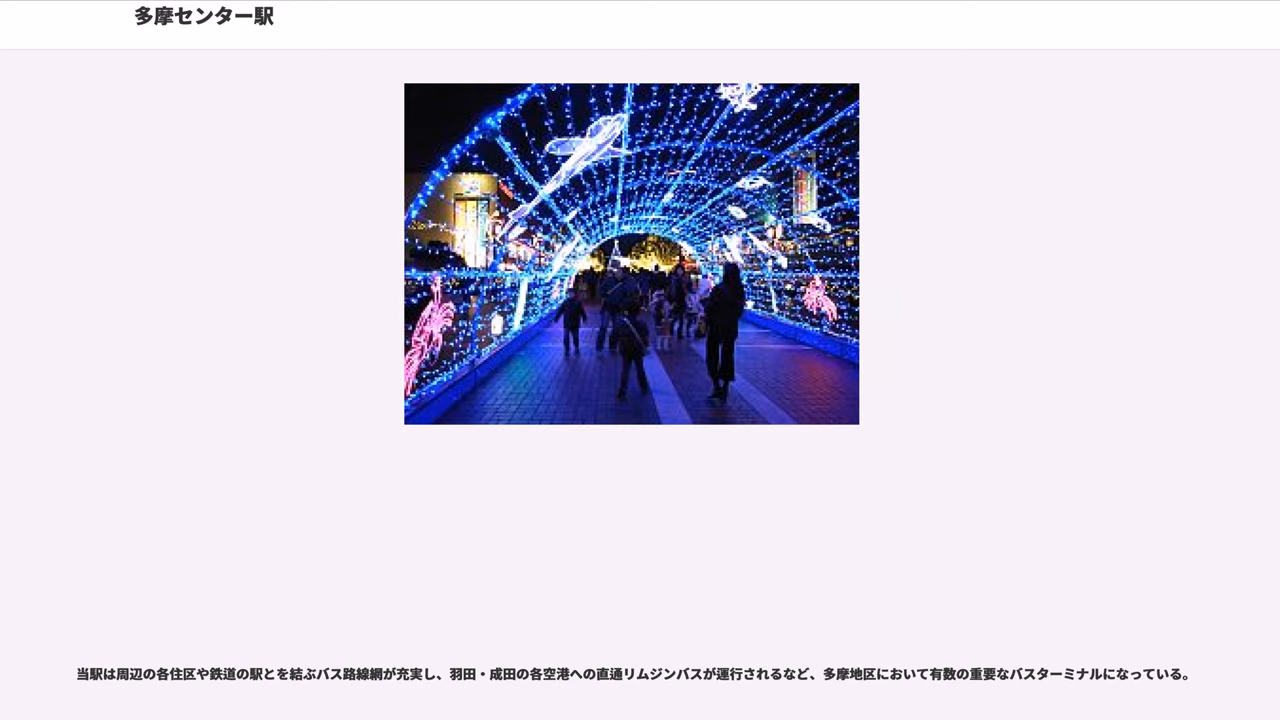 多摩センター駅
当駅は周辺の各住区や鉄道の駅とを結ぶバス路線網が充実し、羽田・成田の各空港への直通リムジンバスが運行されるなど、多摩地区において有数の重要なバスターミナルになっている。